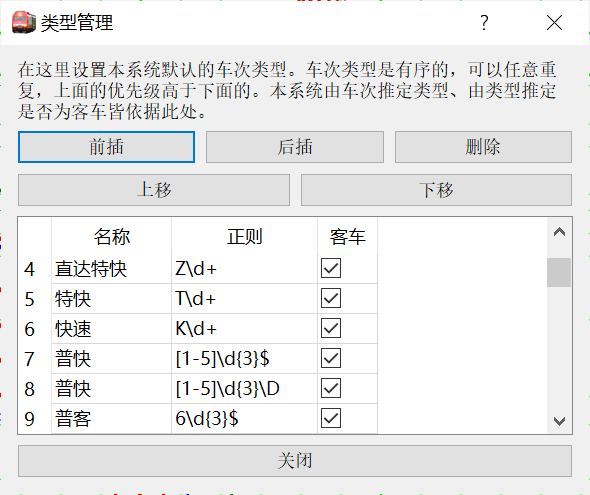 类型管理
在这里设置本系统默认的车次类型。车次类型是有序的，可以任意重
复，上面的优先级高于下面的。本系统由车次推定类型、由类型推定
是否为客车皆依据此处。
前插 后插 删除
上移 下移
名称 正则 客车
4 直达特快 Z\d+
5 特快 T\d+
6 快速 K\d+
7 普快 [1-5]\d{3}$
8 普快 [1-5]\d{3}\D
9 普客 6\d{3}$
关闭